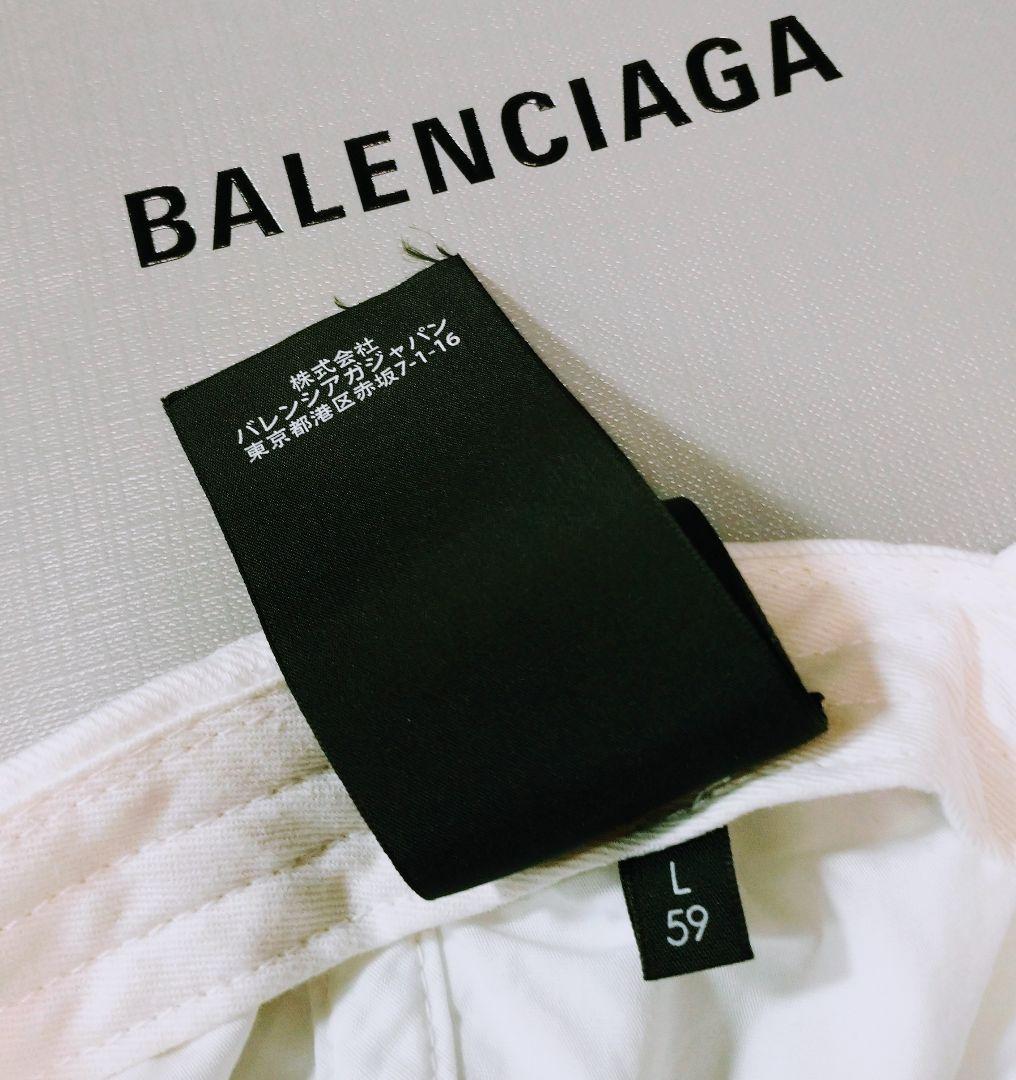 BALENCIAGA
株式会社
バレンシアガジャパン
東京都港区赤坂7-1-16
L
59